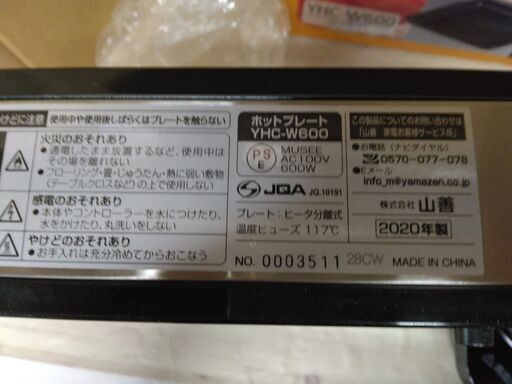 YHC-W600
やけどに注意 使用中や使用後しばらくはプレートを触らない
火災のおそれあり
●通電したまま放置するなど、使用中は
その場を離れない
●フローリング・畳・じゅうたん・熱に弱い敷物
(テーブルクロスなど)の上で使用しない
感電のおそれあり
●本体やコントローラーを水につけたり、
水をかけたり、丸洗いをしない
やけどのおそれあり
●お手入れは充分冷めてからおこなう
ホットプレート
YHC-W600
PS
E
MUSEE
AC100V
600W
JQA JQ.10191
プレート:ヒータ分離式
温度ヒューズ 117℃
NO. 0003511 28CW MADE IN CHINA
この製品についてのお問い合わせは
「山善 家電お客様サービス係」
●お電話(ナビダイヤル)
0570-077-078
●Eメール
info_m@yamazen.co.jp
株式会社 山善
2020年製